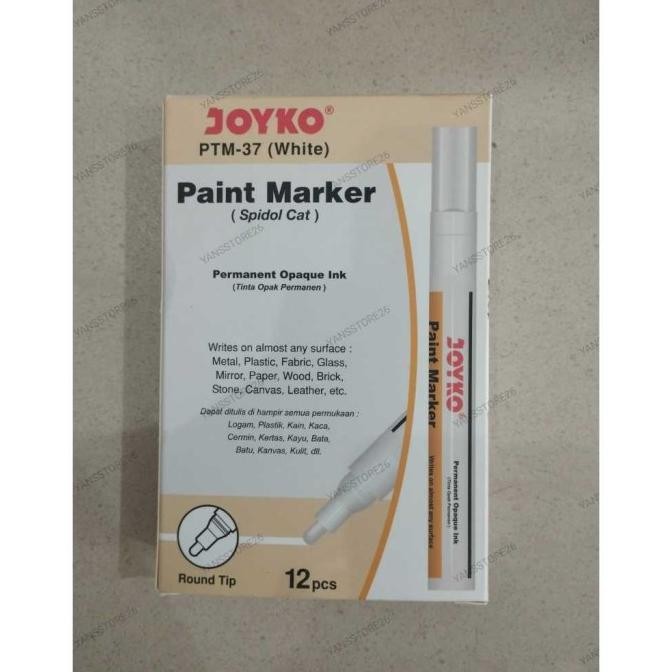 JOYKO®
PTM-37 (White)
Paint Marker
( Spidol Cat )
Permanent Opaque Ink
(Tinta Opak Permanen )
Writes on almost any surface :
Metal, Plastic, Fabric, Glass,
Mirror, Paper, Wood, Brick,
Stone, Canvas, Leather, etc.
Dapat ditulis di hampir semua permukaan :
Logam, Plastik, Kain, Kaca,
Cermin, Kertas, Kayu, Bata,
Batu, Kanvas, Kulit, dll.
Round Tip
12pcs
JOYKO®
Paint Marker
Permanent Opaque Ink
(Tinta Opak Permanen )
Writes on almost any surface
YANSSTORE26